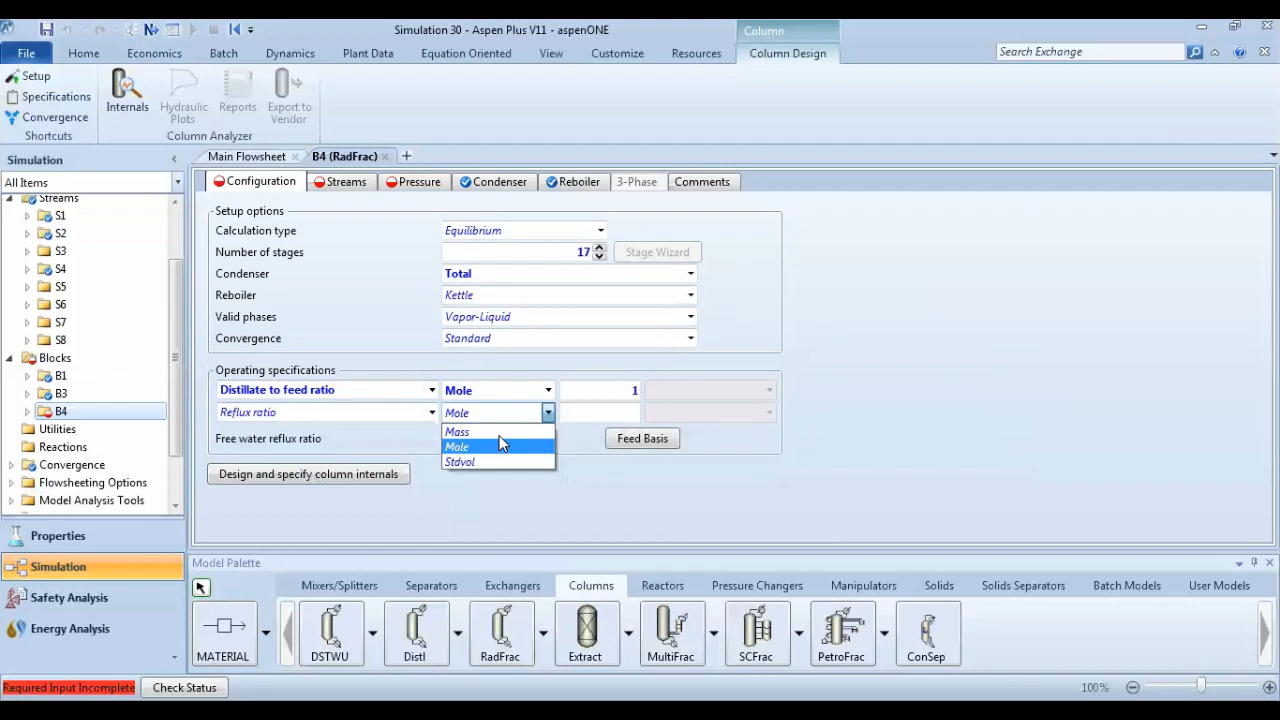 Simulation 30 - Aspen Plus V11 - aspenONE
Column
File Home Economics Batch Dynamics Plant Data Equation Oriented View Customize Resources Column Design Search Exchange
Setup
Specifications
Convergence
Shortcuts
Internals
Hydraulic Plots
Reports
Export to Vendor
Column Analyzer
Simulation
All Items
Streams
S1
S2
S3
S4
S5
S6
S7
S8
Blocks
B1
B3
B4
Utilities
Reactions
Convergence
Flowsheeting Options
Model Analysis Tools
Properties
Simulation
Safety Analysis
Energy Analysis
Main Flowsheet B4 (RadFrac) +
Configuration Streams Pressure Condenser Reboiler 3-Phase Comments
Setup options
Calculation type Equilibrium
Number of stages 17 Stage Wizard
Condenser Total
Reboiler Kettle
Valid phases Vapor-Liquid
Convergence Standard
Operating specifications
Distillate to feed ratio Mole 1
Reflux ratio Mole
Mass
Free water reflux ratio Feed Basis
Mole
Stdvol
Design and specify column internals
Model Palette
Mixers/Splitters Separators Exchangers Columns Reactors Pressure Changers Manipulators Solids Solids Separators Batch Models User Models
MATERIAL DSTWU Distl RadFrac Extract MultiFrac SCFrac PetroFrac ConSep
Required Input Incomplete Check Status 100%